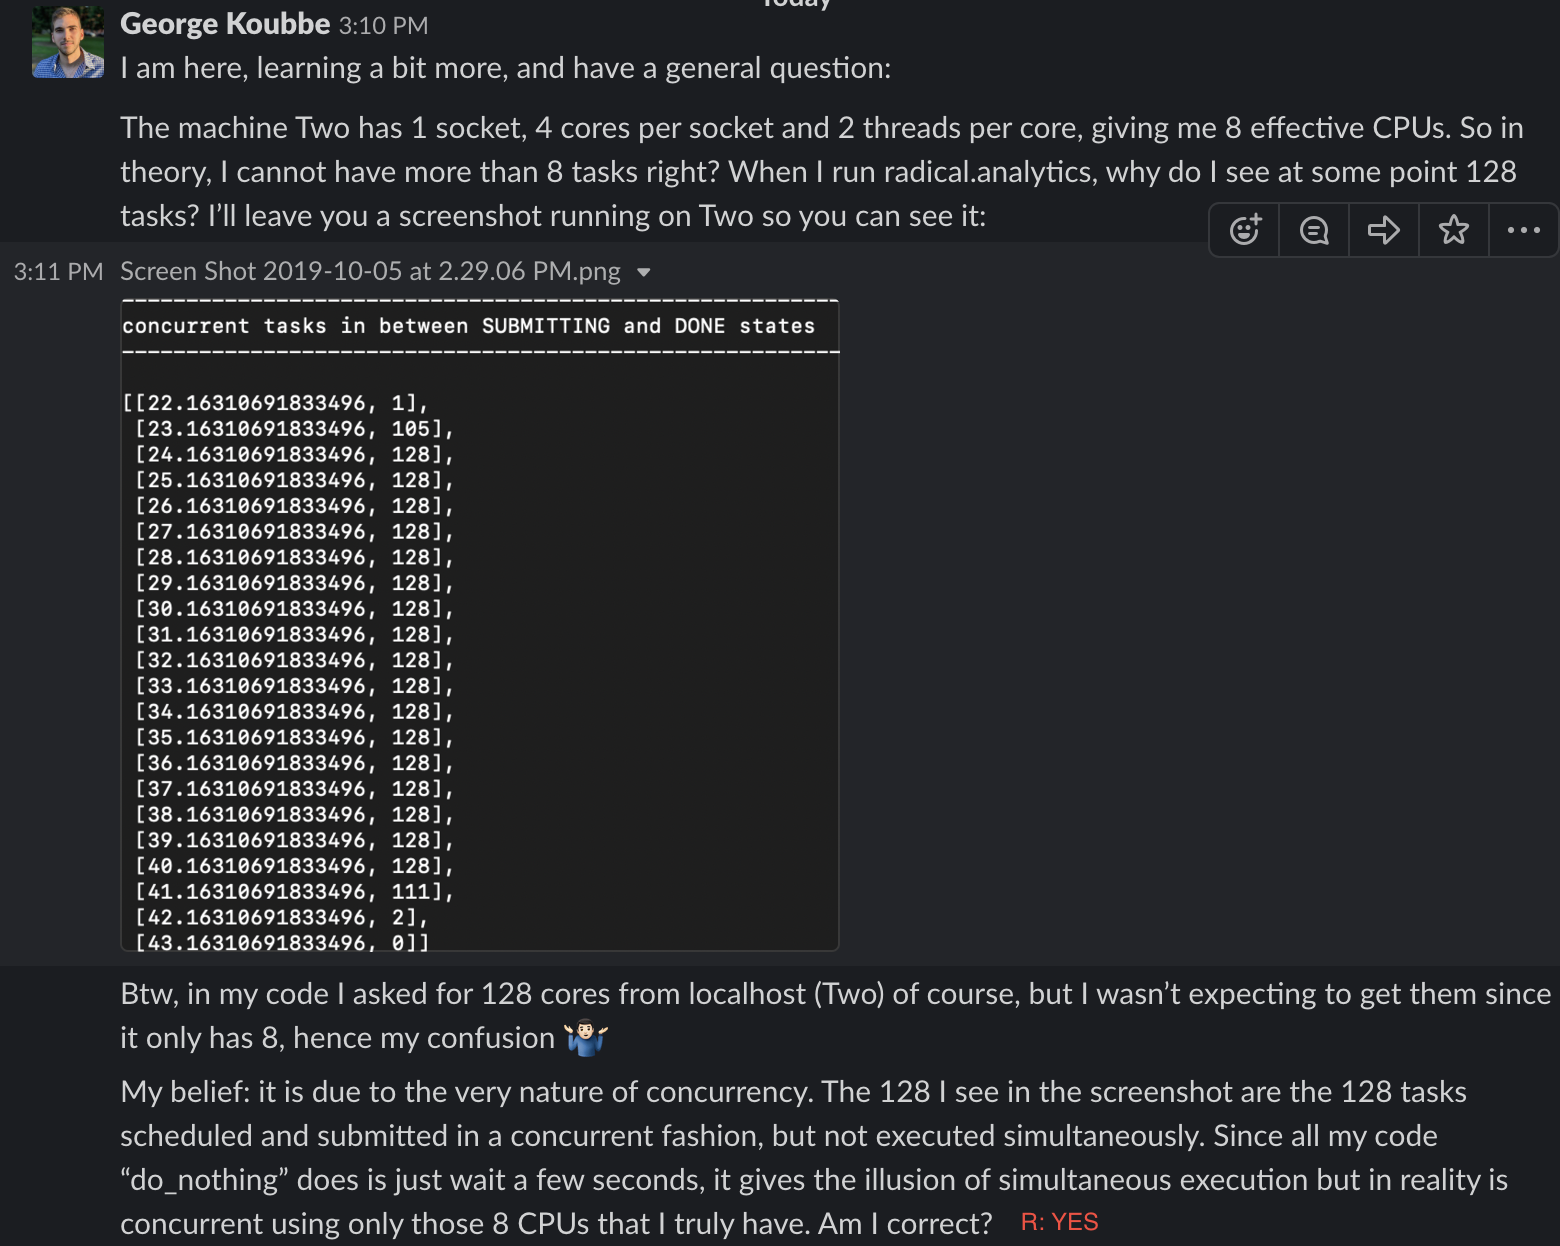 Today
George Koubbe 3:10 PM
I am here, learning a bit more, and have a general question:
The machine Two has 1 socket, 4 cores per socket and 2 threads per core, giving me 8 effective CPUs. So in
theory, I cannot have more than 8 tasks right? When I run radical.analytics, why do I see at some point 128
tasks? I’ll leave you a screenshot running on Two so you can see it:
3:11 PM Screen Shot 2019-10-05 at 2.29.06 PM.png
concurrent tasks in between SUBMITTING and DONE states
[[22.16310691833496, 1],
[23.16310691833496, 105],
[24.16310691833496, 128],
[25.16310691833496, 128],
[26.16310691833496, 128],
[27.16310691833496, 128],
[28.16310691833496, 128],
[29.16310691833496, 128],
[30.16310691833496, 128],
[31.16310691833496, 128],
[32.16310691833496, 128],
[33.16310691833496, 128],
[34.16310691833496, 128],
[35.16310691833496, 128],
[36.16310691833496, 128],
[37.16310691833496, 128],
[38.16310691833496, 128],
[39.16310691833496, 128],
[40.16310691833496, 128],
[41.16310691833496, 111],
[42.16310691833496, 2],
[43.16310691833496, 0]]
Btw, in my code I asked for 128 cores from localhost (Two) of course, but I wasn’t expecting to get them since
it only has 8, hence my confusion
My belief: it is due to the very nature of concurrency. The 128 I see in the screenshot are the 128 tasks
scheduled and submitted in a concurrent fashion, but not executed simultaneously. Since all my code
“do_nothing” does is just wait a few seconds, it gives the illusion of simultaneous execution but in reality is
concurrent using only those 8 CPUs that I truly have. Am I correct? R: YES